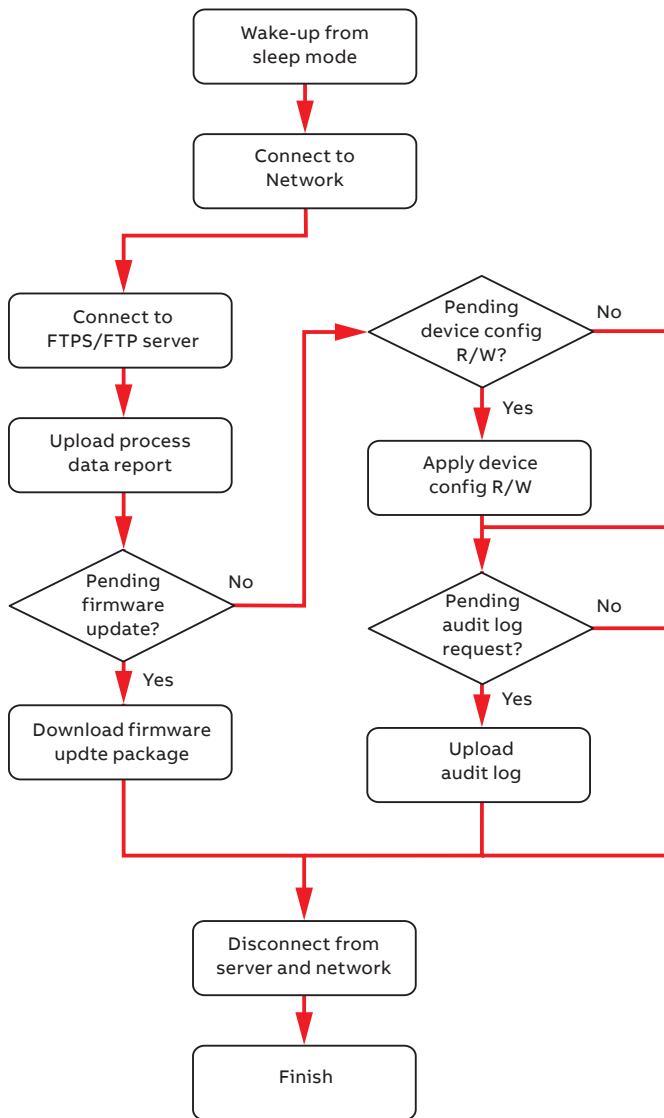 Wake-up from
sleep mode
Connect to
Network
Connect to
FTPS/FTP server
Upload process
data report
Pending
firmware
update?
No
Yes
Download firmware
updte package
Pending
device config
R/W?
No
Yes
Apply device
config R/W
Pending
audit log
request?
No
Yes
Upload
audit log
Disconnect from
server and network
Finish